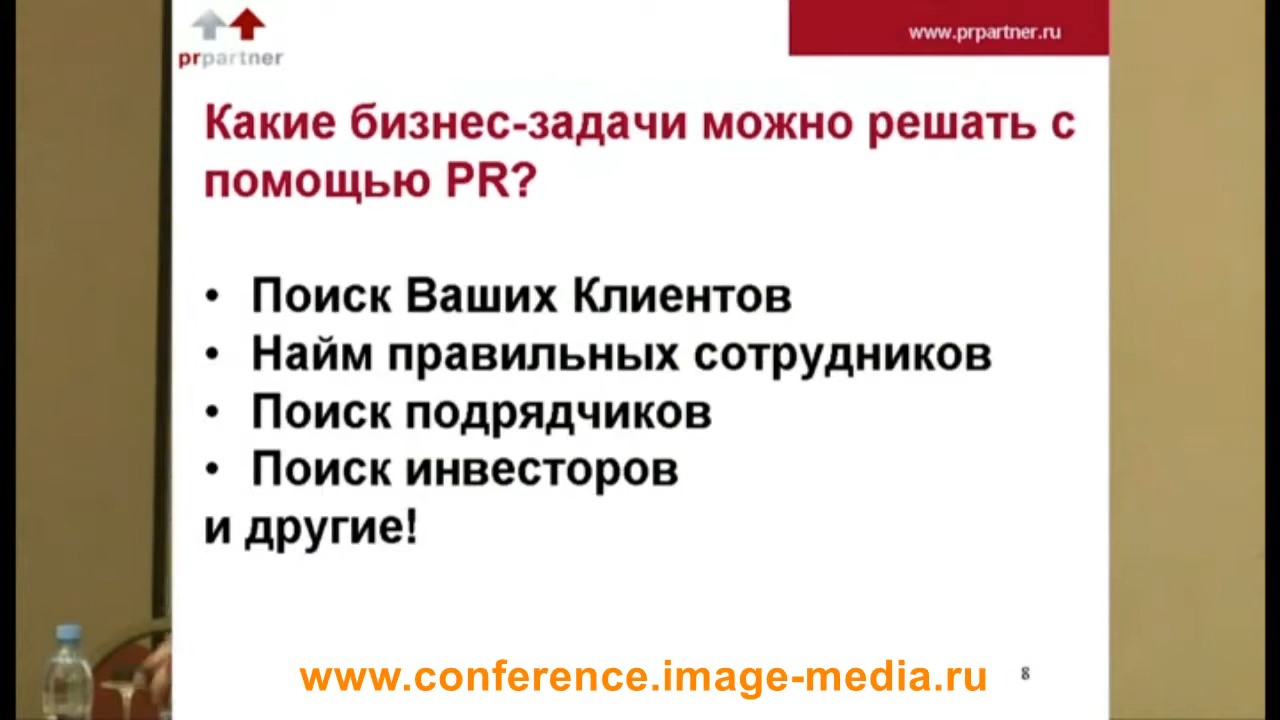 prpartner
www.prpartner.ru
Какие бизнес-задачи можно решать с
помощью PR?
• Поиск Ваших Клиентов
• Найм правильных сотрудников
• Поиск подрядчиков
• Поиск инвесторов
и другие!
www.conference.image-media.ru
8